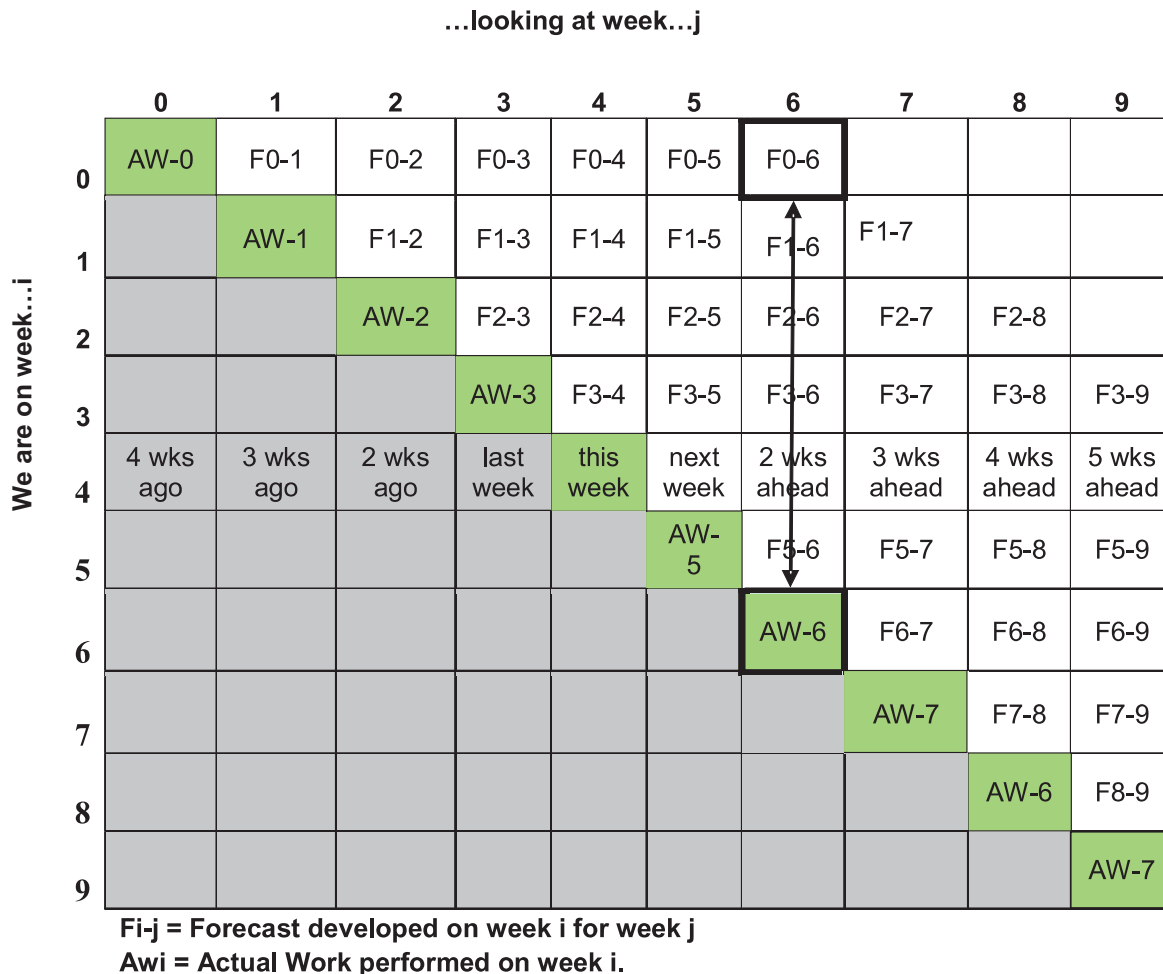 ...looking at week...j
0 1 2 3 4 5 6 7 8 9
0 AW-0 F0-1 F0-2 F0-3 F0-4 F0-5 F0-6
1 AW-1 F1-2 F1-3 F1-4 F1-5 F1-6 F1-7
2 AW-2 F2-3 F2-4 F2-5 F2-6 F2-7 F2-8
3 AW-3 F3-4 F3-5 F3-6 F3-7 F3-8 F3-9
We are on week...i
4 wks 3 wks 2 wks last this next 2 wks 3 wks 4 wks 5 wks
4 ago ago ago week week week ahead ahead ahead ahead
AW-
5 5 F5-6 F5-7 F5-8 F5-9
6 AW-6 F6-7 F6-8 F6-9
7 AW-7 F7-8 F7-9
8 AW-6 F8-9
9 AW-7
Fi-j = Forecast developed on week i for week j
Awi = Actual Work performed on week i.